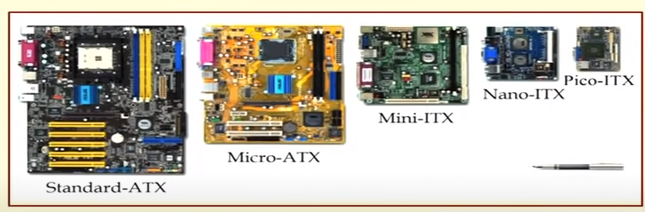 Standard-ATX
Micro-ATX
Mini-ITX
Nano-ITX
Pico-ITX